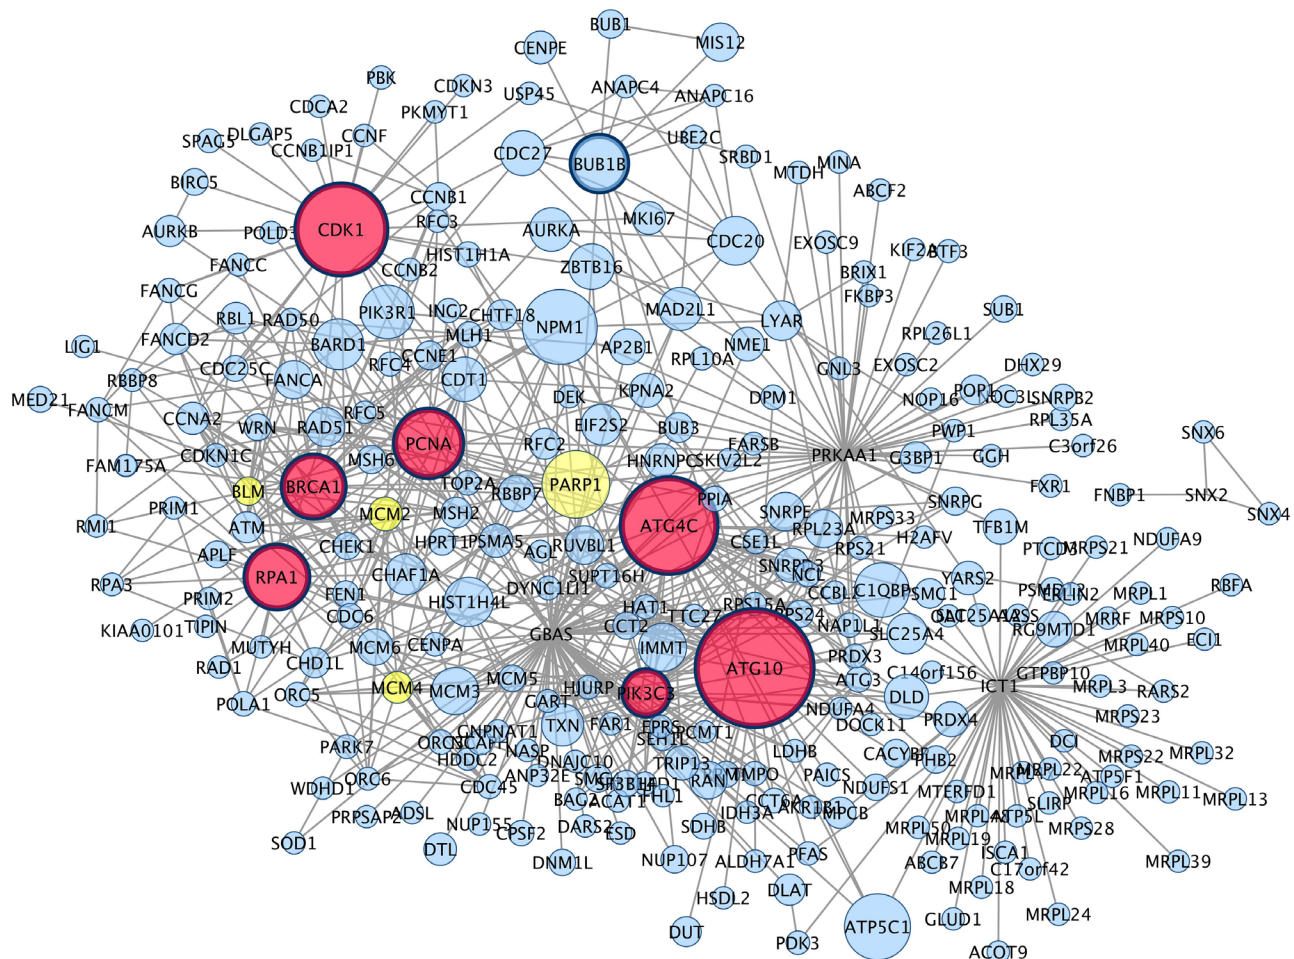 BUB1
CENPE
MIS12
PBK
CDKN3
USP45
ANAPC4
ANAPC16
CDCA2
PKMYT1
SPAG5
DLGAP5
CCNF
CCNB1IP1
CDC27
UBE2C
BUB1B
SRBD1
MTDH
MINA
BIRC5
CCNB1
ABCF2
RFC3
MKI67
AURKB
POLD3
CDK1
AURKA
CDC20
EXOSC9
KIF2A
ATF3
FANCC
HIST1H1A
CCNB2
ZBTB16
BRIX1
FANCG
FKBP3
RBL1
RAD50
PIK3R1
ING2
CHTF18
MAD2L1
SUB1
LIG1
FANCD2
BARD1
MLH1
NPM1
LYAR
RPL26L1
CDC25C
RFC4
CCNE1
AP2B1
NME1
RPL10A
GNL3
EXOSC2
DHX29
RBBP8
FANCA
CDT1
DEK
KPNA2
DPM1
NOP16
POP1
SNRPB2
MED21
FANCM
CCNA2
RFC5
RPL35A
WRN
RAD51
PCNA
RFC2
EIF2S2
BUB3
FARSB
PWP1
SNX6
CDKN1C
MSH6
HNRNPC
SKIV2L2
PRKAA1
G3BP1
GGH
C3orf26
FAM175A
BLM
BRCA1
TOP2A
RBBP7
PARP1
PPIA
FXR1
FNBP1
SNX2
SNX4
PRIM1
MCM2
MSH2
SNRPE
SNRPG
RMI1
ATM
ATG4C
RPL23A
MRPS33
TFB1M
APLF
CHEK1
HPRT1
PSMA5
AGL
RUVBL1
CSE1L
RPS21
H2AFV
PTCD3
MRPS21
NDUFA9
RPA3
RPA1
CHAF1A
SUPT16H
NCL
YARS2
RBFA
PRIM2
FEN1
DYNC1LI1
C1QBP
SMC1
ERLIN2
MRPL1
KIAA0101
TIPIN
CDC6
HIST1H4L
HAT1
TTC27
RPS15A
RPS24
NAP1L1
MRRF
MRPS10
MUTYH
MCM6
CENPA
GBAS
CCT2
SLC25A4
RG9MTD1
MRPL40
ECI1
RAD1
CHD1L
IMMT
PRDX3
ATG10
ATG3
C14orf156
GTPBP10
ORC5
MCM4
MCM3
MCM5
HJURP
PIK3C3
DLD
ICT1
MRPL3
RARS2
POLA1
GART
NDUFA4
DOCK11
PRDX4
MRPS23
PARK7
GNPNAT1
TXN
FAR1
EPRS
PCMT1
SEH1L
DCI
HDDC2
NASP
DNAJC10
TRIP13
LDHB
CACYBP
PHB2
MRPL22
MRPS22
MRPL32
WDHD1
ORC6
CDC45
ANP32E
RAN
TMPO
PAICS
NDUFS1
MTERFD1
ATP5F1
MRPL16
MRPL11
MRPL13
PRPSAP2
ADSL
BAG2
ACAT1
FHL1
IDH3A
CCT6A
AKR1B1
SLIRP
SOD1
NUP155
CPSF2
DARS2
ESD
SDHB
MRPL50
MRPL48
ATP5L
MRPS28
DTL
DNM1L
NUP107
ALDH7A1
PFAS
MRPL19
ABCB7
ISCA1
C17orf42
MRPL39
HSDL2
DLAT
MRPL18
DUT
PDK3
ATP5C1
GLUD1
MRPL24
ACOT9